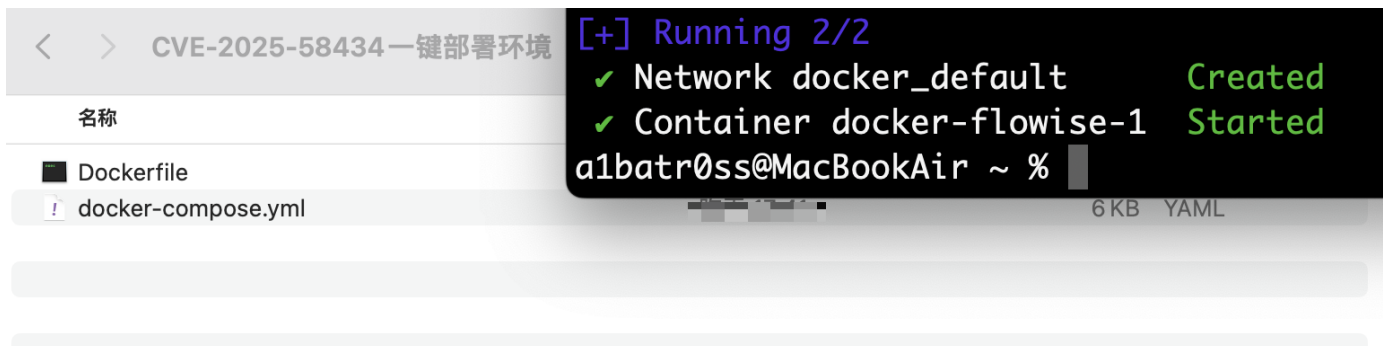 CVE-2025-58434一键部署环境
名称
Dockerfile
docker-compose.yml
6 KB YAML
[+] Running 2/2
✔ Network docker_default Created
✔ Container docker-flowise-1 Started
a1batr0ss@MacBookAir ~ %